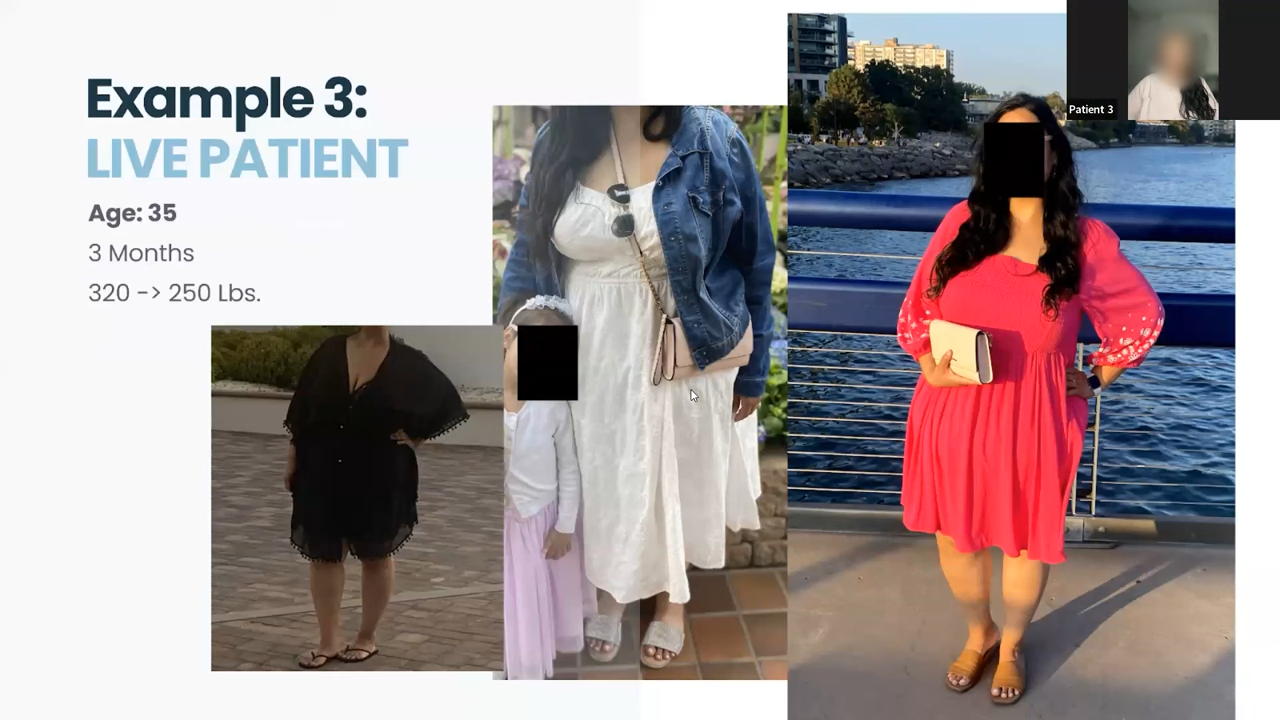 Example 3:
LIVE PATIENT
Age: 35
3 Months
320 -> 250 Lbs.
Patient 3